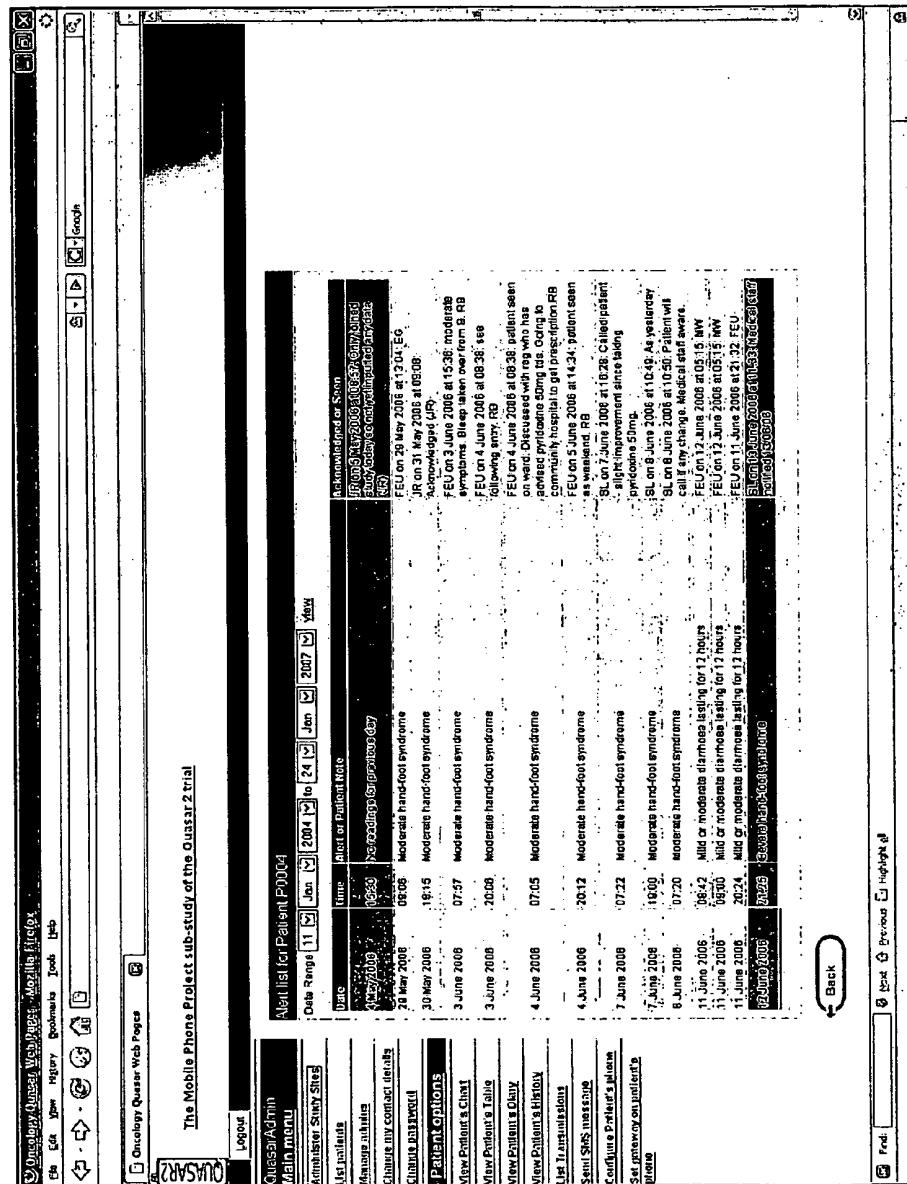 Oncology Quasar Web Pages - Mozilla Firefox
File Edit View History Bookmarks Tools Help
Google
Oncology Quasar Web Pages
QUASAR2
The Mobile Phone Project sub-study of the Quasar 2 trial
Logout
Quasar Admin
Main menu
Administer Study Sites
List patients
Manage admins
Change my contact details
Change password
Patient options
View Patient's Chart
View Patient's Table
View Patient's Diary
View Patient's History
List Transmissions
Send SMS message
Configure Patient's phone
Set gateway on patient's
phone
Alert list for Patient P0004
Date Range 11 Jan 2004 to 24 Jan 2007 view
Date Time Alert or Patient Note Acknowledged or Seen
No readings for previous day
29 May 2006 09:06 Moderate hand-foot syndrome FEU on 29 May 2006 at 13:04: EG
30 May 2006 19:15 Moderate hand-foot syndrome JR on 31 May 2006 at 09:08:
Acknowledged (JR)
3 June 2006 07:57 Moderate hand-foot syndrome FEU on 3 June 2006 at 15:38: moderate
symptoms. Bleep taken over from S. RB
3 June 2006 20:08 Moderate hand-foot syndrome FEU on 4 June 2006 at 08:38: see
following entry. RB
4 June 2006 07:05 Moderate hand-foot syndrome FEU on 4 June 2006 at 08:38: patient seen
on ward. Discussed with reg who has
advised pyridoxine 50mg tds. Going to
community hospital to get prescription RB
4 June 2006 20:12 Moderate hand-foot syndrome FEU on 5 June 2006 at 14:34: patient seen
as weekend. RB
7 June 2006 07:22 Moderate hand-foot syndrome SL on 7 June 2006 at 16:28: Called patient
slight improvement since taking
pyridoxine 50mg.
7 June 2006 19:00 Moderate hand-foot syndrome SL on 8 June 2006 at 10:49: As yesterday
8 June 2006 07:20 Moderate hand-foot syndrome SL on 8 June 2006 at 10:50: Patient will
call if any change. Medical staff aware.
11 June 2006 08:42 Mild or moderate diarrhoea lasting for 12 hours FEU on 12 June 2006 at 05:15: MW
11 June 2006 09:00 Mild or moderate diarrhoea lasting for 12 hours FEU on 12 June 2006 at 05:15: MW
11 June 2006 20:24 Mild or moderate diarrhoea lasting for 12 hours FEU on 11 June 2006 at 21:32: FEU
Severe hand-foot syndrome
Back
Find: Next Previous Highlight all